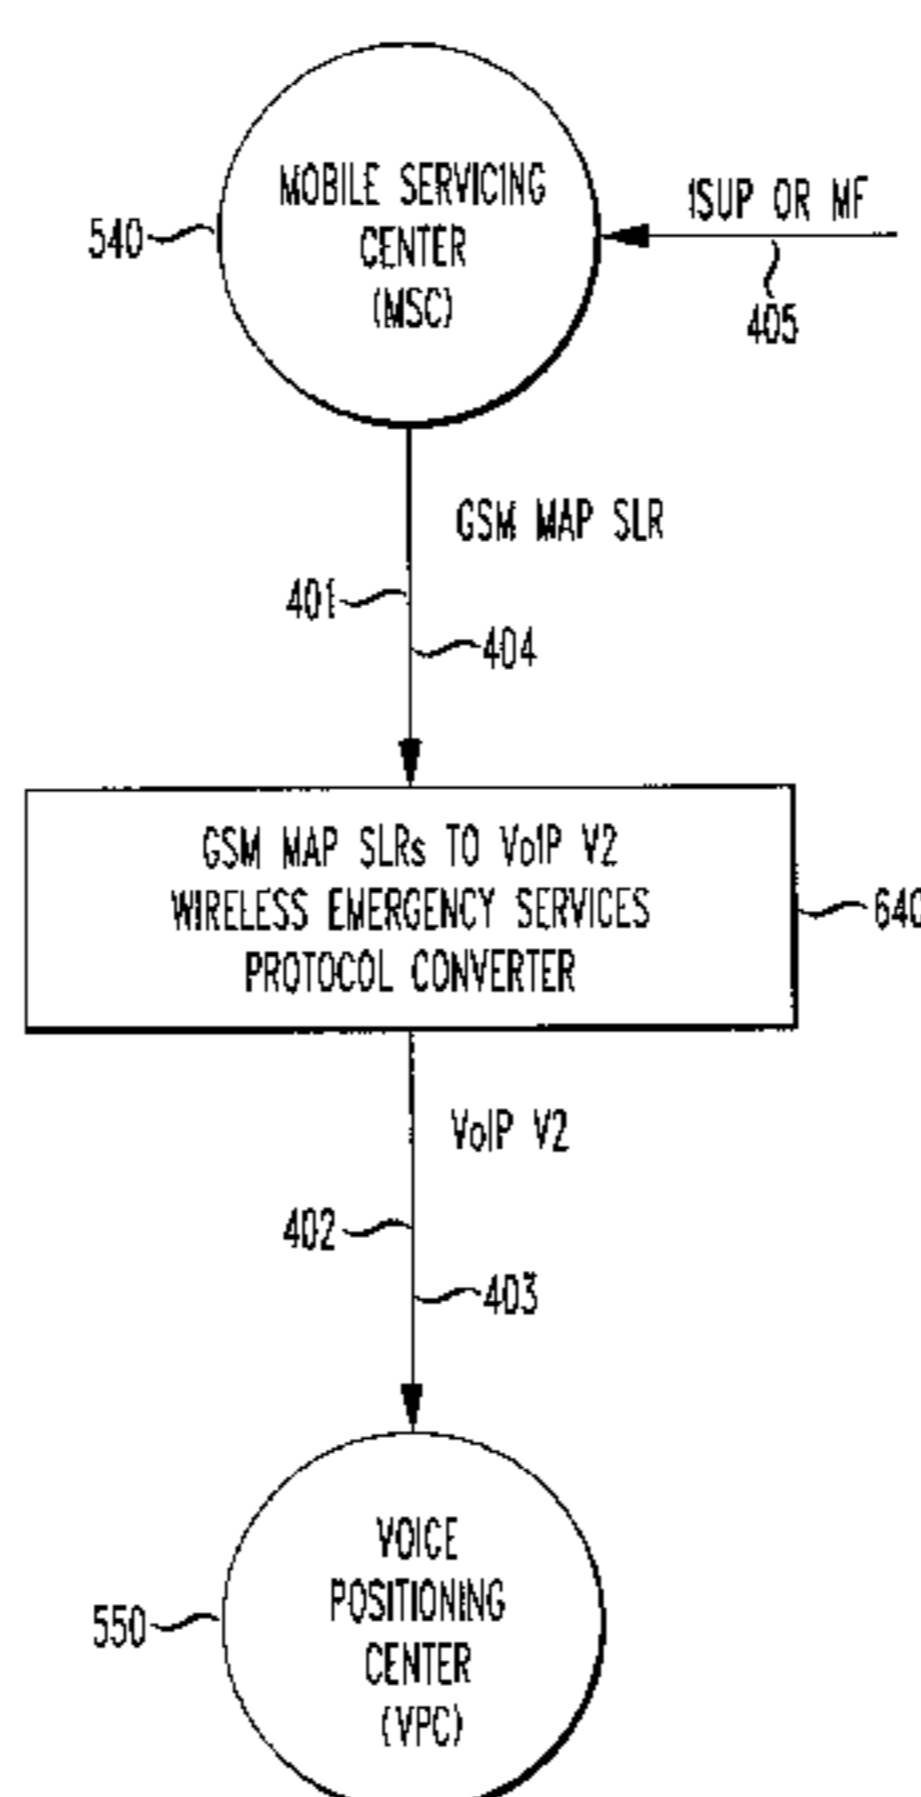 MOBILE SERVICING
CENTER
(MSC)
540
ISUP OR MF
405
GSM MAP SLR
401
404
GSM MAP SLRs TO VoIP V2
WIRELESS EMERGENCY SERVICES
PROTOCOL CONVERTER
640
VoIP V2
402
403
VOICE
POSITIONING
CENTER
(VPC)
550